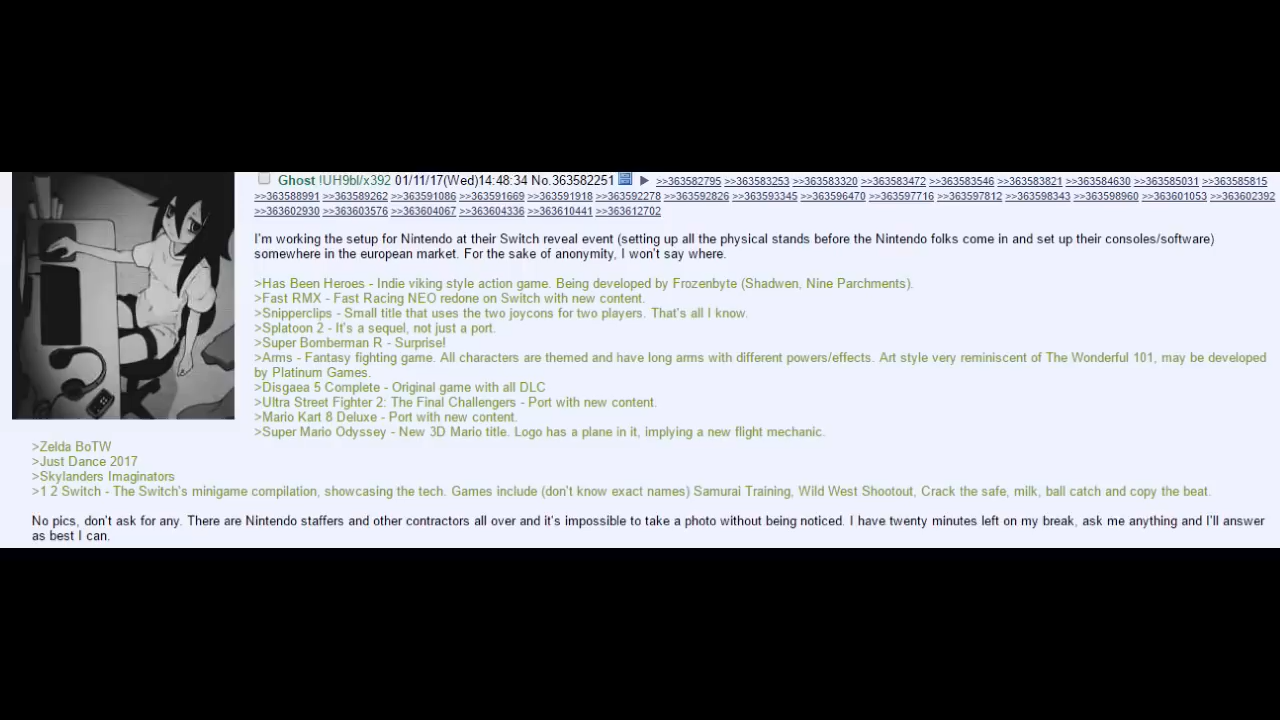 Ghost !UH9bl/x392 01/11/17(Wed)14:48:34 No.363582251 ▶ >>363582795 >>363583253 >>363583320 >>363583472 >>363583546 >>363583821 >>363584630 >>363585031 >>363585815
>>363588991 >>363589262 >>363591086 >>363591669 >>363591918 >>363592278 >>363592826 >>363593345 >>363596470 >>363597716 >>363597812 >>363598343 >>363598960 >>363601053 >>363602392
>>363602930 >>363603576 >>363604067 >>363604336 >>363610441 >>363612702
I'm working the setup for Nintendo at their Switch reveal event (setting up all the physical stands before the Nintendo folks come in and set up their consoles/software)
somewhere in the european market. For the sake of anonymity, I won't say where.
>Has Been Heroes - Indie viking style action game. Being developed by Frozenbyte (Shadwen, Nine Parchments).
>Fast RMX - Fast Racing NEO redone on Switch with new content.
>Snipperclips - Small title that uses the two joycons for two players. That's all I know.
>Splatoon 2 - It's a sequel, not just a port.
>Super Bomberman R - Surprise!
>Arms - Fantasy fighting game. All characters are themed and have long arms with different powers/effects. Art style very reminiscent of The Wonderful 101, may be developed
by Platinum Games.
>Disgaea 5 Complete - Original game with all DLC
>Ultra Street Fighter 2: The Final Challengers - Port with new content.
>Mario Kart 8 Deluxe - Port with new content.
>Super Mario Odyssey - New 3D Mario title. Logo has a plane in it, implying a new flight mechanic.
>Zelda BoTW
>Just Dance 2017
>Skylanders Imaginators
>1 2 Switch - The Switch's minigame compilation, showcasing the tech. Games include (don't know exact names) Samurai Training, Wild West Shootout, Crack the safe, milk, ball catch and copy the beat.
No pics, don't ask for any. There are Nintendo staffers and other contractors all over and it's impossible to take a photo without being noticed. I have twenty minutes left on my break, ask me anything and I'll answer
as best I can.